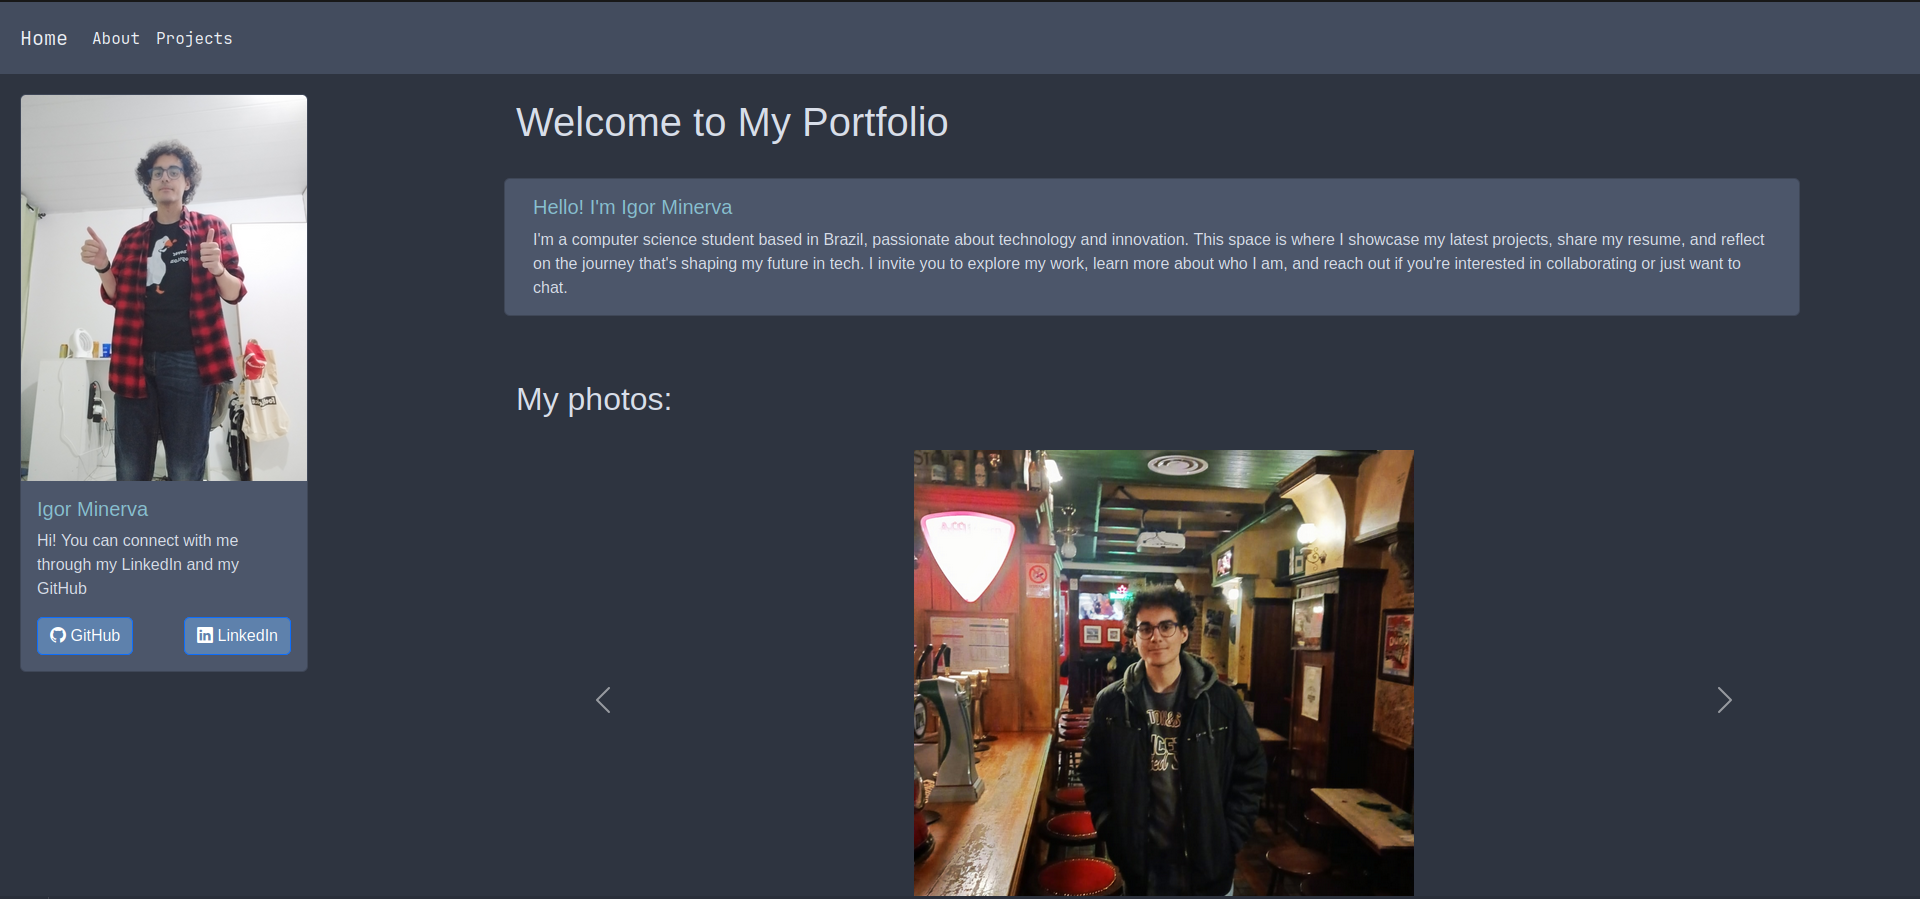 Home About Projects
Welcome to My Portfolio
Hello! I'm Igor Minerva
I'm a computer science student based in Brazil, passionate about technology and innovation. This space is where I showcase my latest projects, share my resume, and reflect
on the journey that's shaping my future in tech. I invite you to explore my work, learn more about who I am, and reach out if you're interested in collaborating or just want to
chat.
My photos:
Igor Minerva
Hi! You can connect with me
through my LinkedIn and my
GitHub
GitHub
LinkedIn